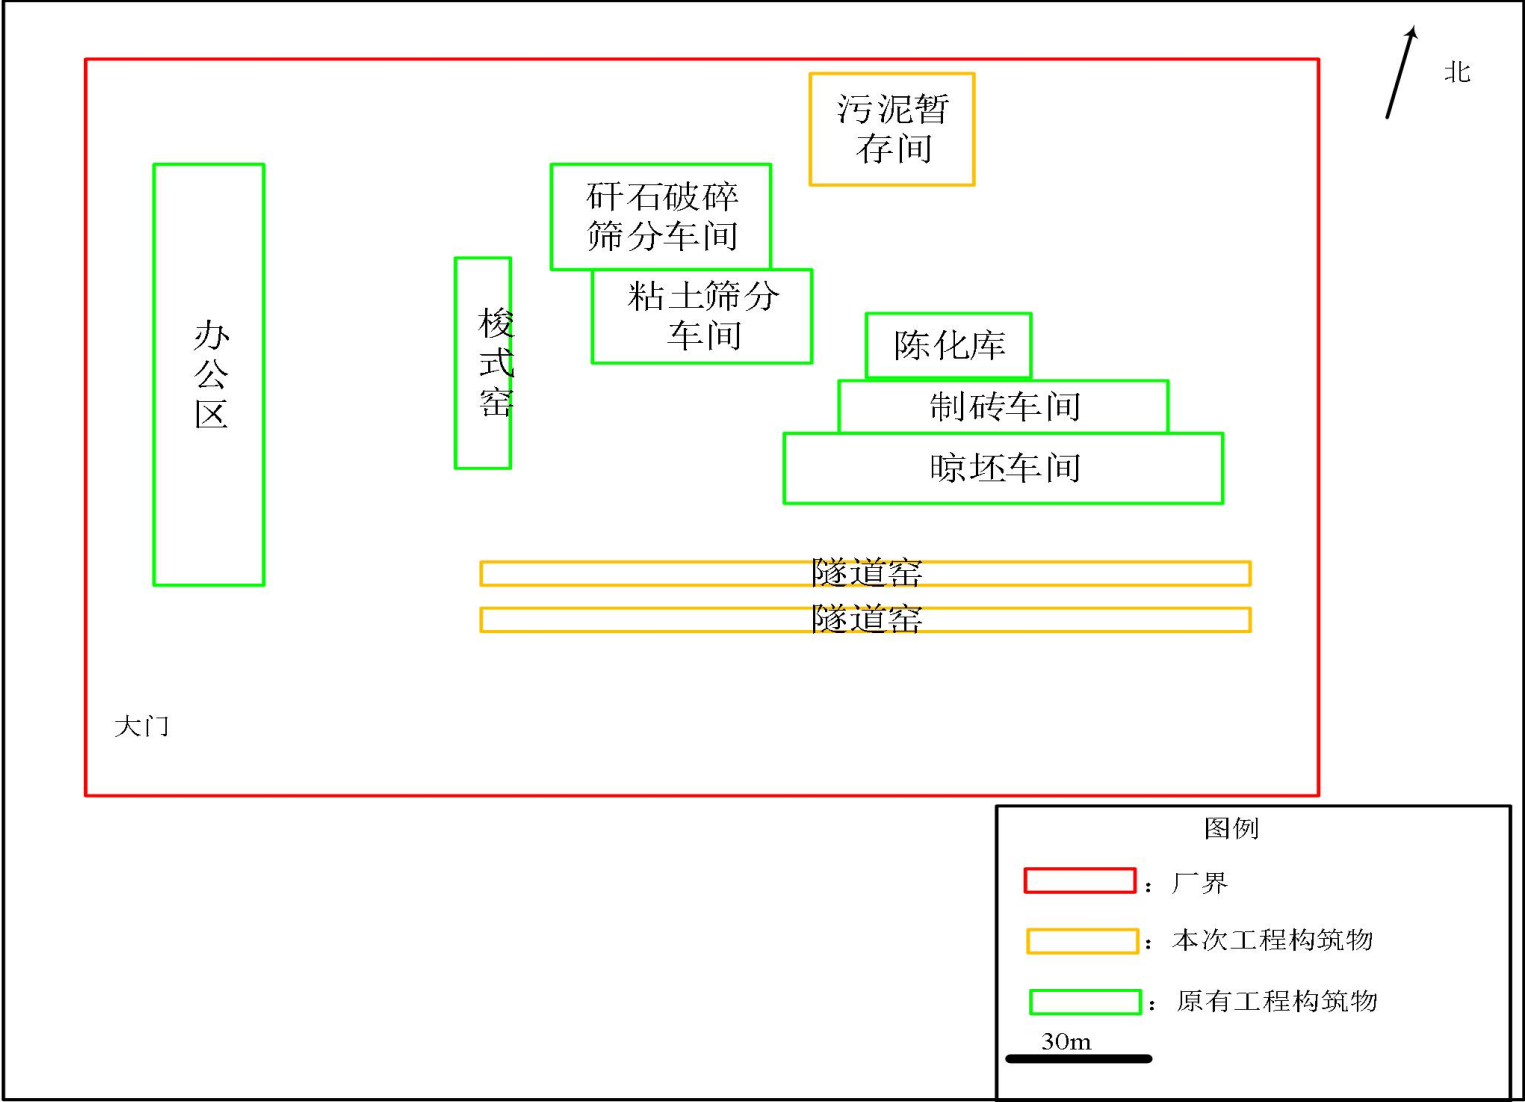 北
污泥暂
存间
矸石破碎
筛分车间
粘土筛分
车间
梭式窑
办公区
陈化库
制砖车间
晾坯车间
隧道窑
隧道窑
大门
图例
：厂界
：本次工程构筑物
：原有工程构筑物
30m